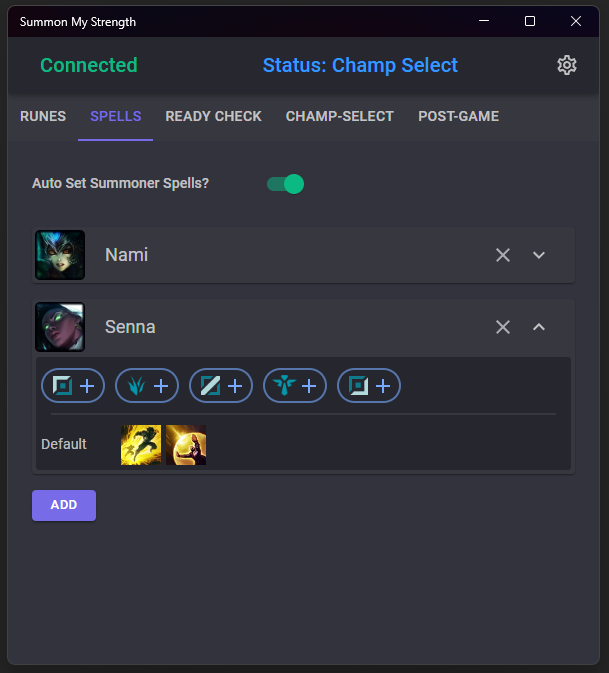 Summon My Strength
Connected
Status: Champ Select
RUNES SPELLS READY CHECK CHAMP-SELECT POST-GAME
Auto Set Summoner Spells?
Nami
Senna
Default
ADD